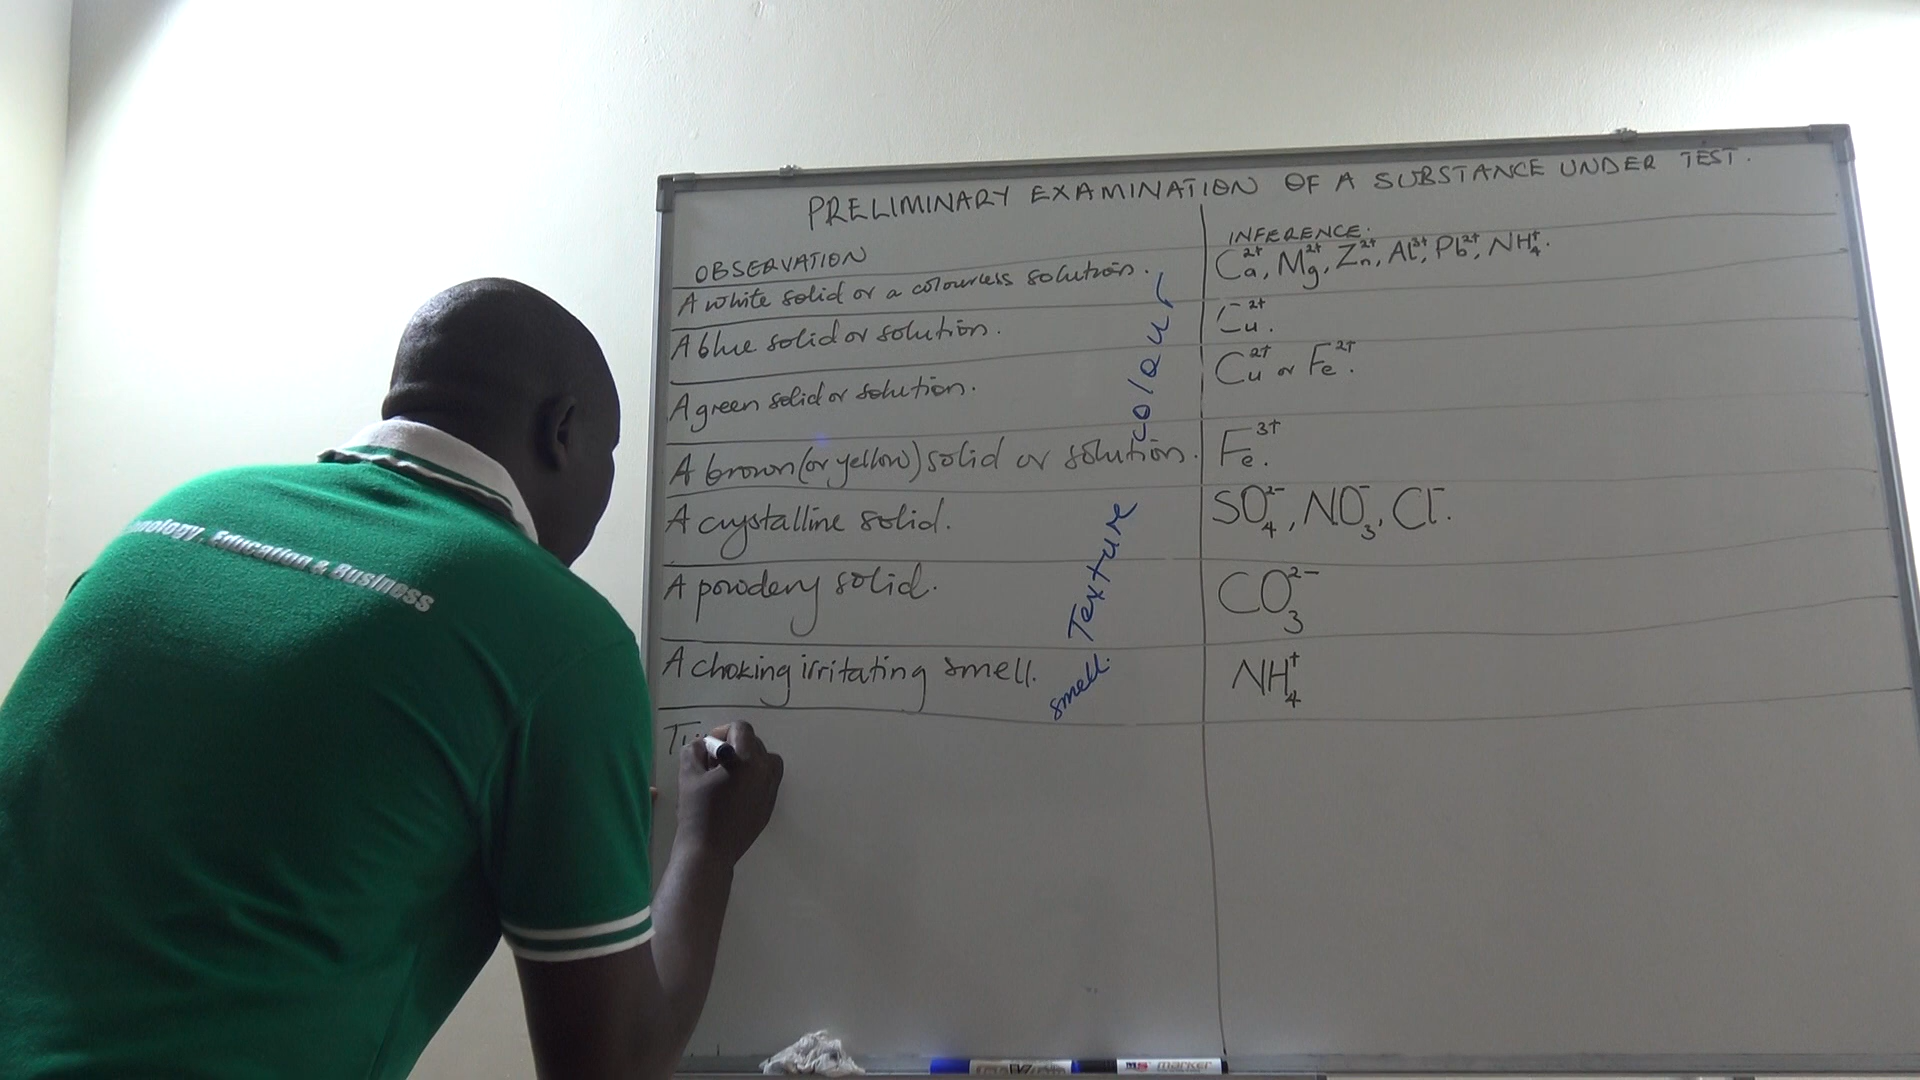 PRELIMINARY EXAMINATION OF A SUBSTANCE UNDER TEST.
OBSERVATION
INFERENCE.
A white solid or a colourless solution.
Ca²⁺, Mg²⁺, Zn²⁺, Al³⁺, Pb²⁺, NH₄⁺.
A blue solid or solution.
Cu²⁺.
A green solid or solution.
Cu²⁺ or Fe²⁺.
A brown (or yellow) solid or solution.
Fe³⁺.
colour
A crystalline solid.
SO₄²⁻, NO₃⁻, Cl⁻.
A powdery solid.
CO₃²⁻
Texture
A choking irritating smell.
NH₄⁺
smell.
Education & Business
marker